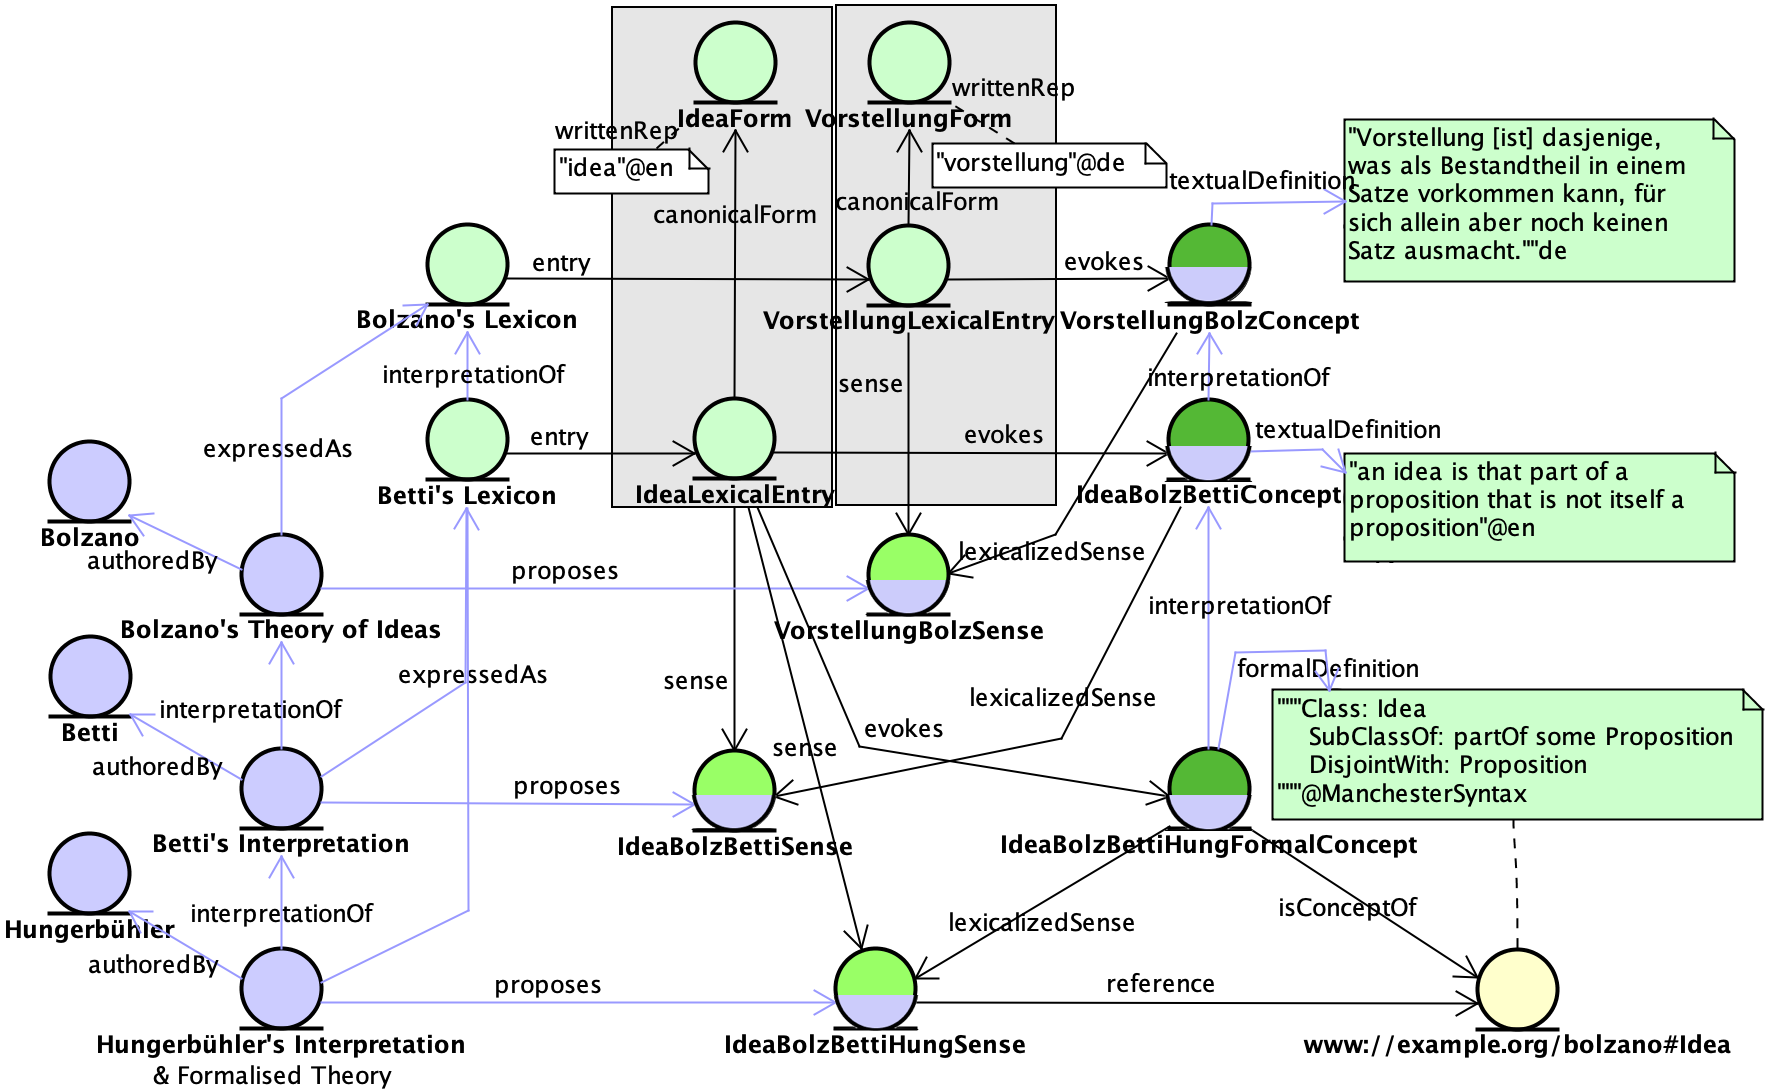 IdeaForm
VorstellungForm
writtenRep
writtenRep
"idea"@en
"vorstellung"@de
canonicalForm
canonicalForm
textualDefinition
"Vorstellung [ist] dasjenige,
was als Bestandtheil in einem
Satze vorkommen kann, für
sich allein aber noch keinen
Satz ausmacht.""de
entry
evokes
Bolzano's Lexicon
VorstellungLexicalEntry
VorstellungBolzConcept
interpretationOf
sense
interpretationOf
expressedAs
entry
evokes
textualDefinition
Betti's Lexicon
IdeaLexicalEntry
IdeaBolzBettiConcept
"an idea is that part of a
proposition that is not itself a
proposition"@en
Bolzano
authoredBy
proposes
lexicalizedSense
Bolzano's Theory of Ideas
VorstellungBolzSense
interpretationOf
expressedAs
sense
lexicalizedSense
formalDefinition
interpretationOf
Betti
evokes
sense
"""Class: Idea
SubClassOf: partOf some Proposition
DisjointWith: Proposition
"""@ManchesterSyntax
authoredBy
proposes
Betti's Interpretation
IdeaBolzBettiSense
IdeaBolzBettiHungFormalConcept
interpretationOf
Hungerbühler
lexicalizedSense
isConceptOf
authoredBy
proposes
reference
Hungerbühler's Interpretation
& Formalised Theory
IdeaBolzBettiHungSense
www://example.org/bolzano#Idea